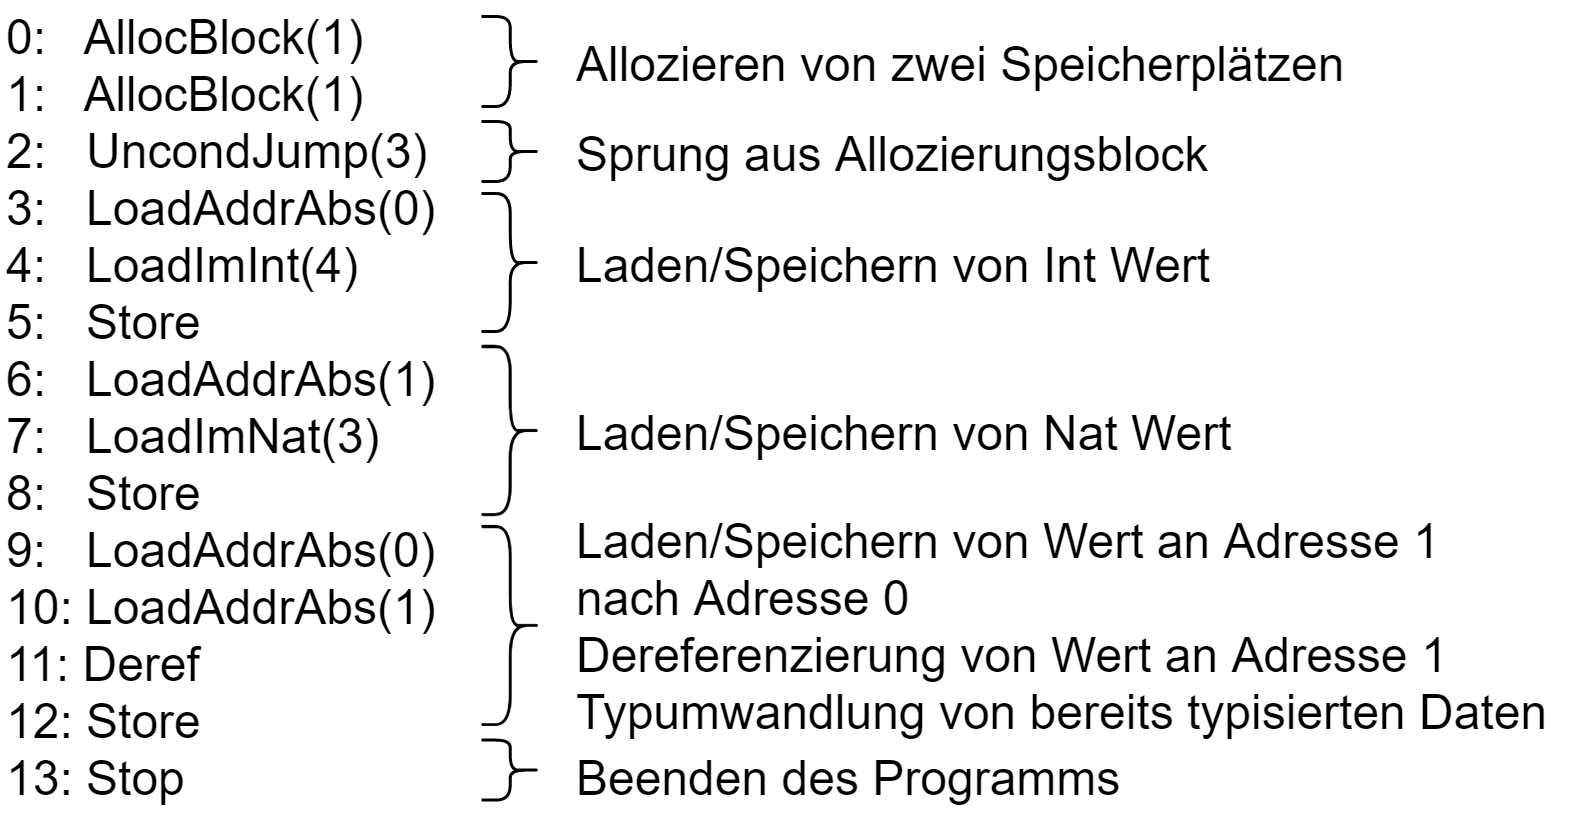 0: AllocBlock(1)
1: AllocBlock(1)
Allozieren von zwei Speicherplätzen
2: UncondJump(3)
Sprung aus Allozierungsblock
3: LoadAddrAbs(0)
4: LoadImInt(4)
5: Store
Laden/Speichern von Int Wert
6: LoadAddrAbs(1)
7: LoadImNat(3)
8: Store
Laden/Speichern von Nat Wert
9: LoadAddrAbs(0)
10: LoadAddrAbs(1)
11: Deref
12: Store
Laden/Speichern von Wert an Adresse 1
nach Adresse 0
Dereferenzierung von Wert an Adresse 1
Typumwandlung von bereits typisierten Daten
13: Stop
Beenden des Programms